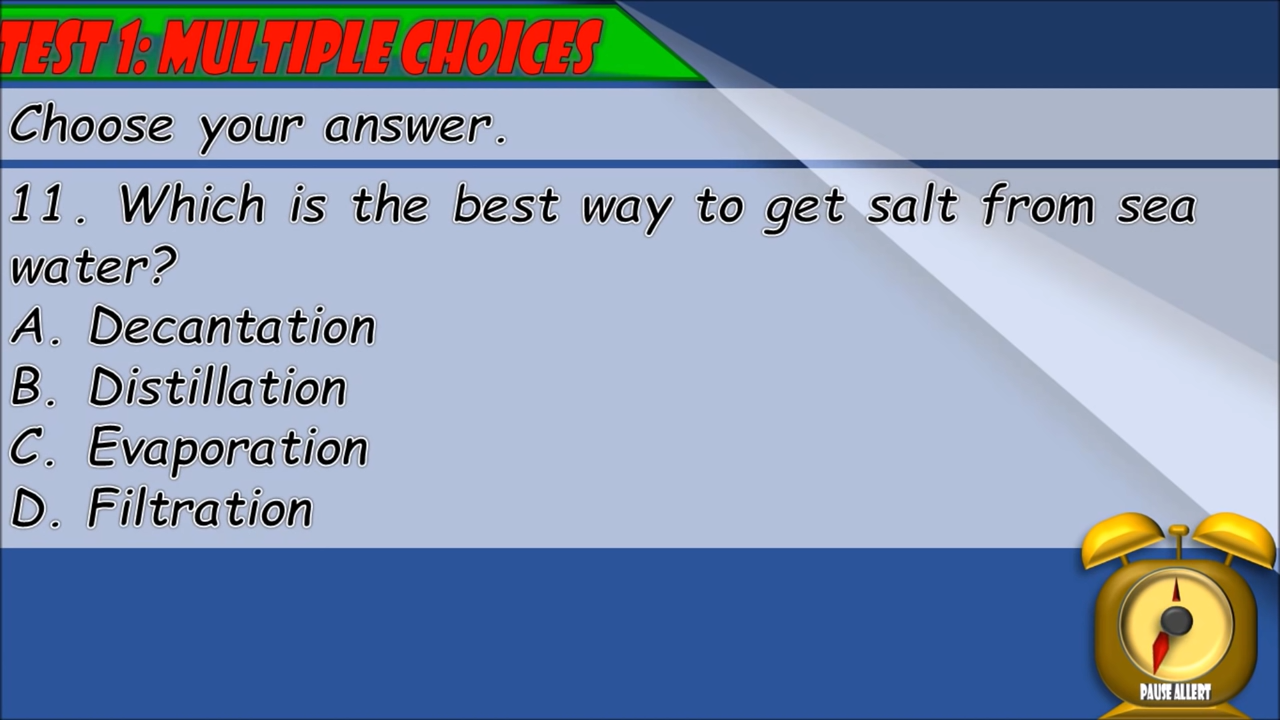 TEST 1: MULTIPLE CHOICES
Choose your answer.
11. Which is the best way to get salt from sea
water?
A. Decantation
B. Distillation
C. Evaporation
D. Filtration
PAUSE ALLERT